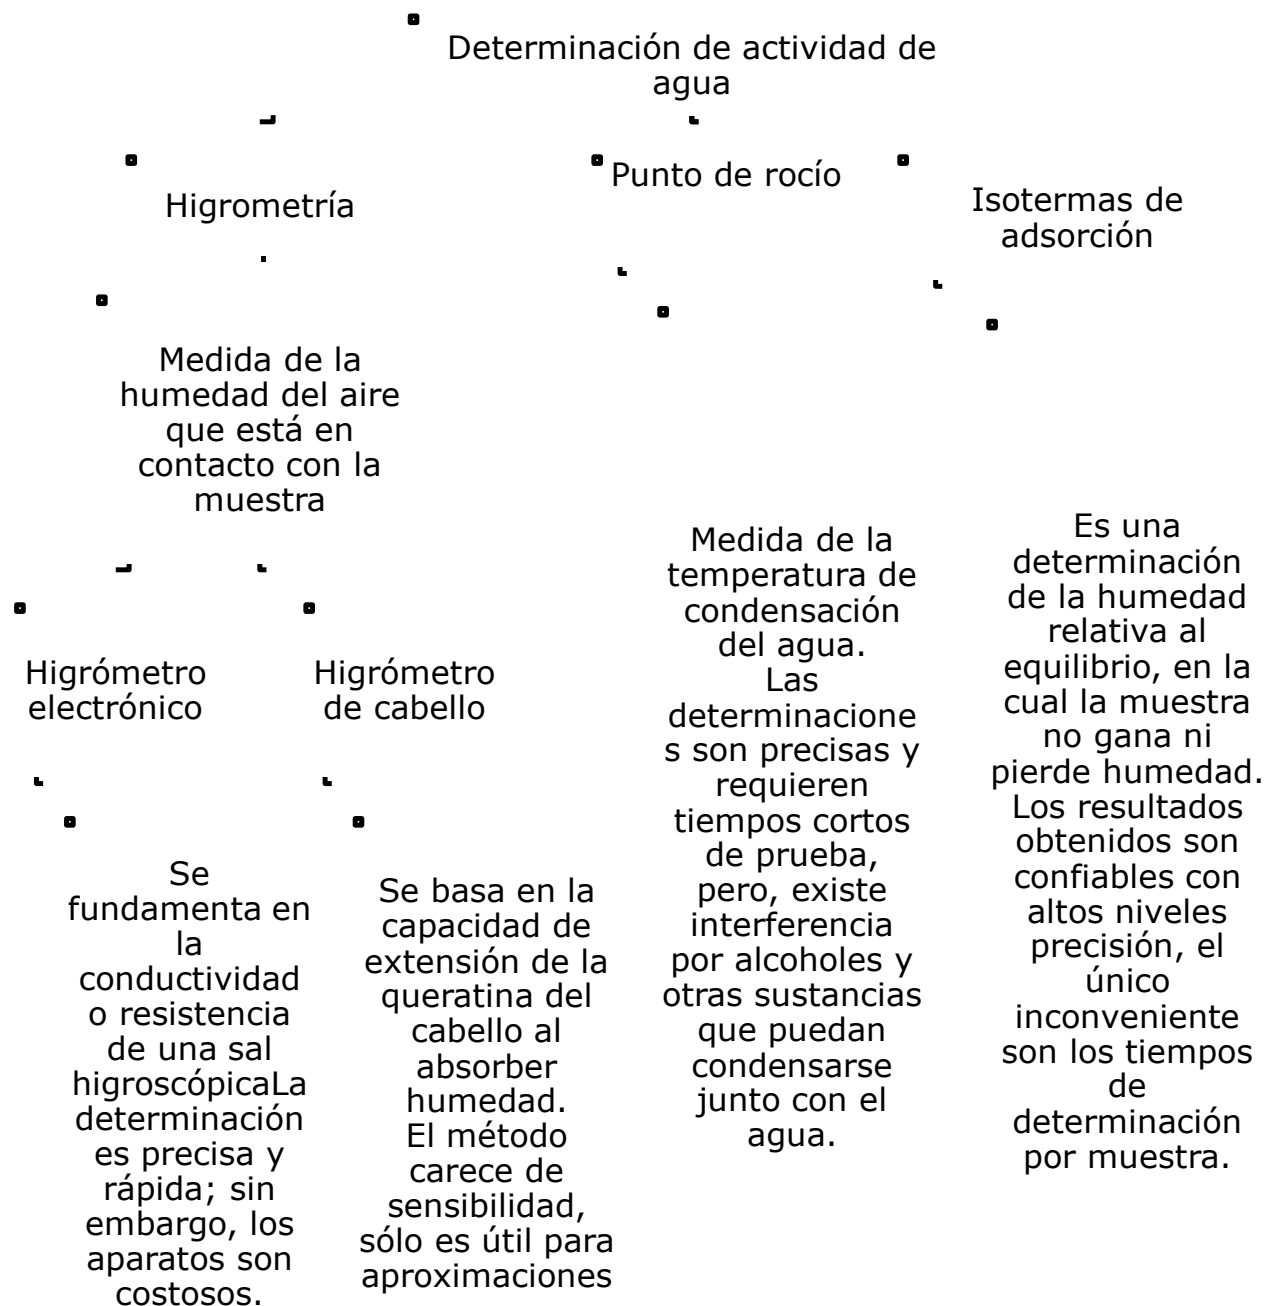 Determinación de actividad de
agua
Higrometría
Punto de rocío
Isotermas de
adsorción
Medida de la
humedad del aire
que está en
contacto con la
muestra
Higrómetro
electrónico
Se
fundamenta en
la
conductividad
o resistencia
de una sal
higroscópicaLa
determinación
es precisa y
rápida; sin
embargo, los
aparatos son
costosos.
Higrómetro
de cabello
Se basa en la
capacidad de
extensión de la
queratina del
cabello al
absorber
humedad.
El método
carece de
sensibilidad,
sólo es útil para
aproximaciones
Medida de la
temperatura de
condensación
del agua.
Las
determinacione
s son precisas y
requieren
tiempos cortos
de prueba,
pero, existe
interferencia
por alcoholes y
otras sustancias
que puedan
condensarse
junto con el
agua.
Es una
determinación
de la humedad
relativa al
equilibrio, en la
cual la muestra
no gana ni
pierde humedad.
Los resultados
obtenidos son
confiables con
altos niveles
precisión, el
único
inconveniente
son los tiempos
de
determinación
por muestra.